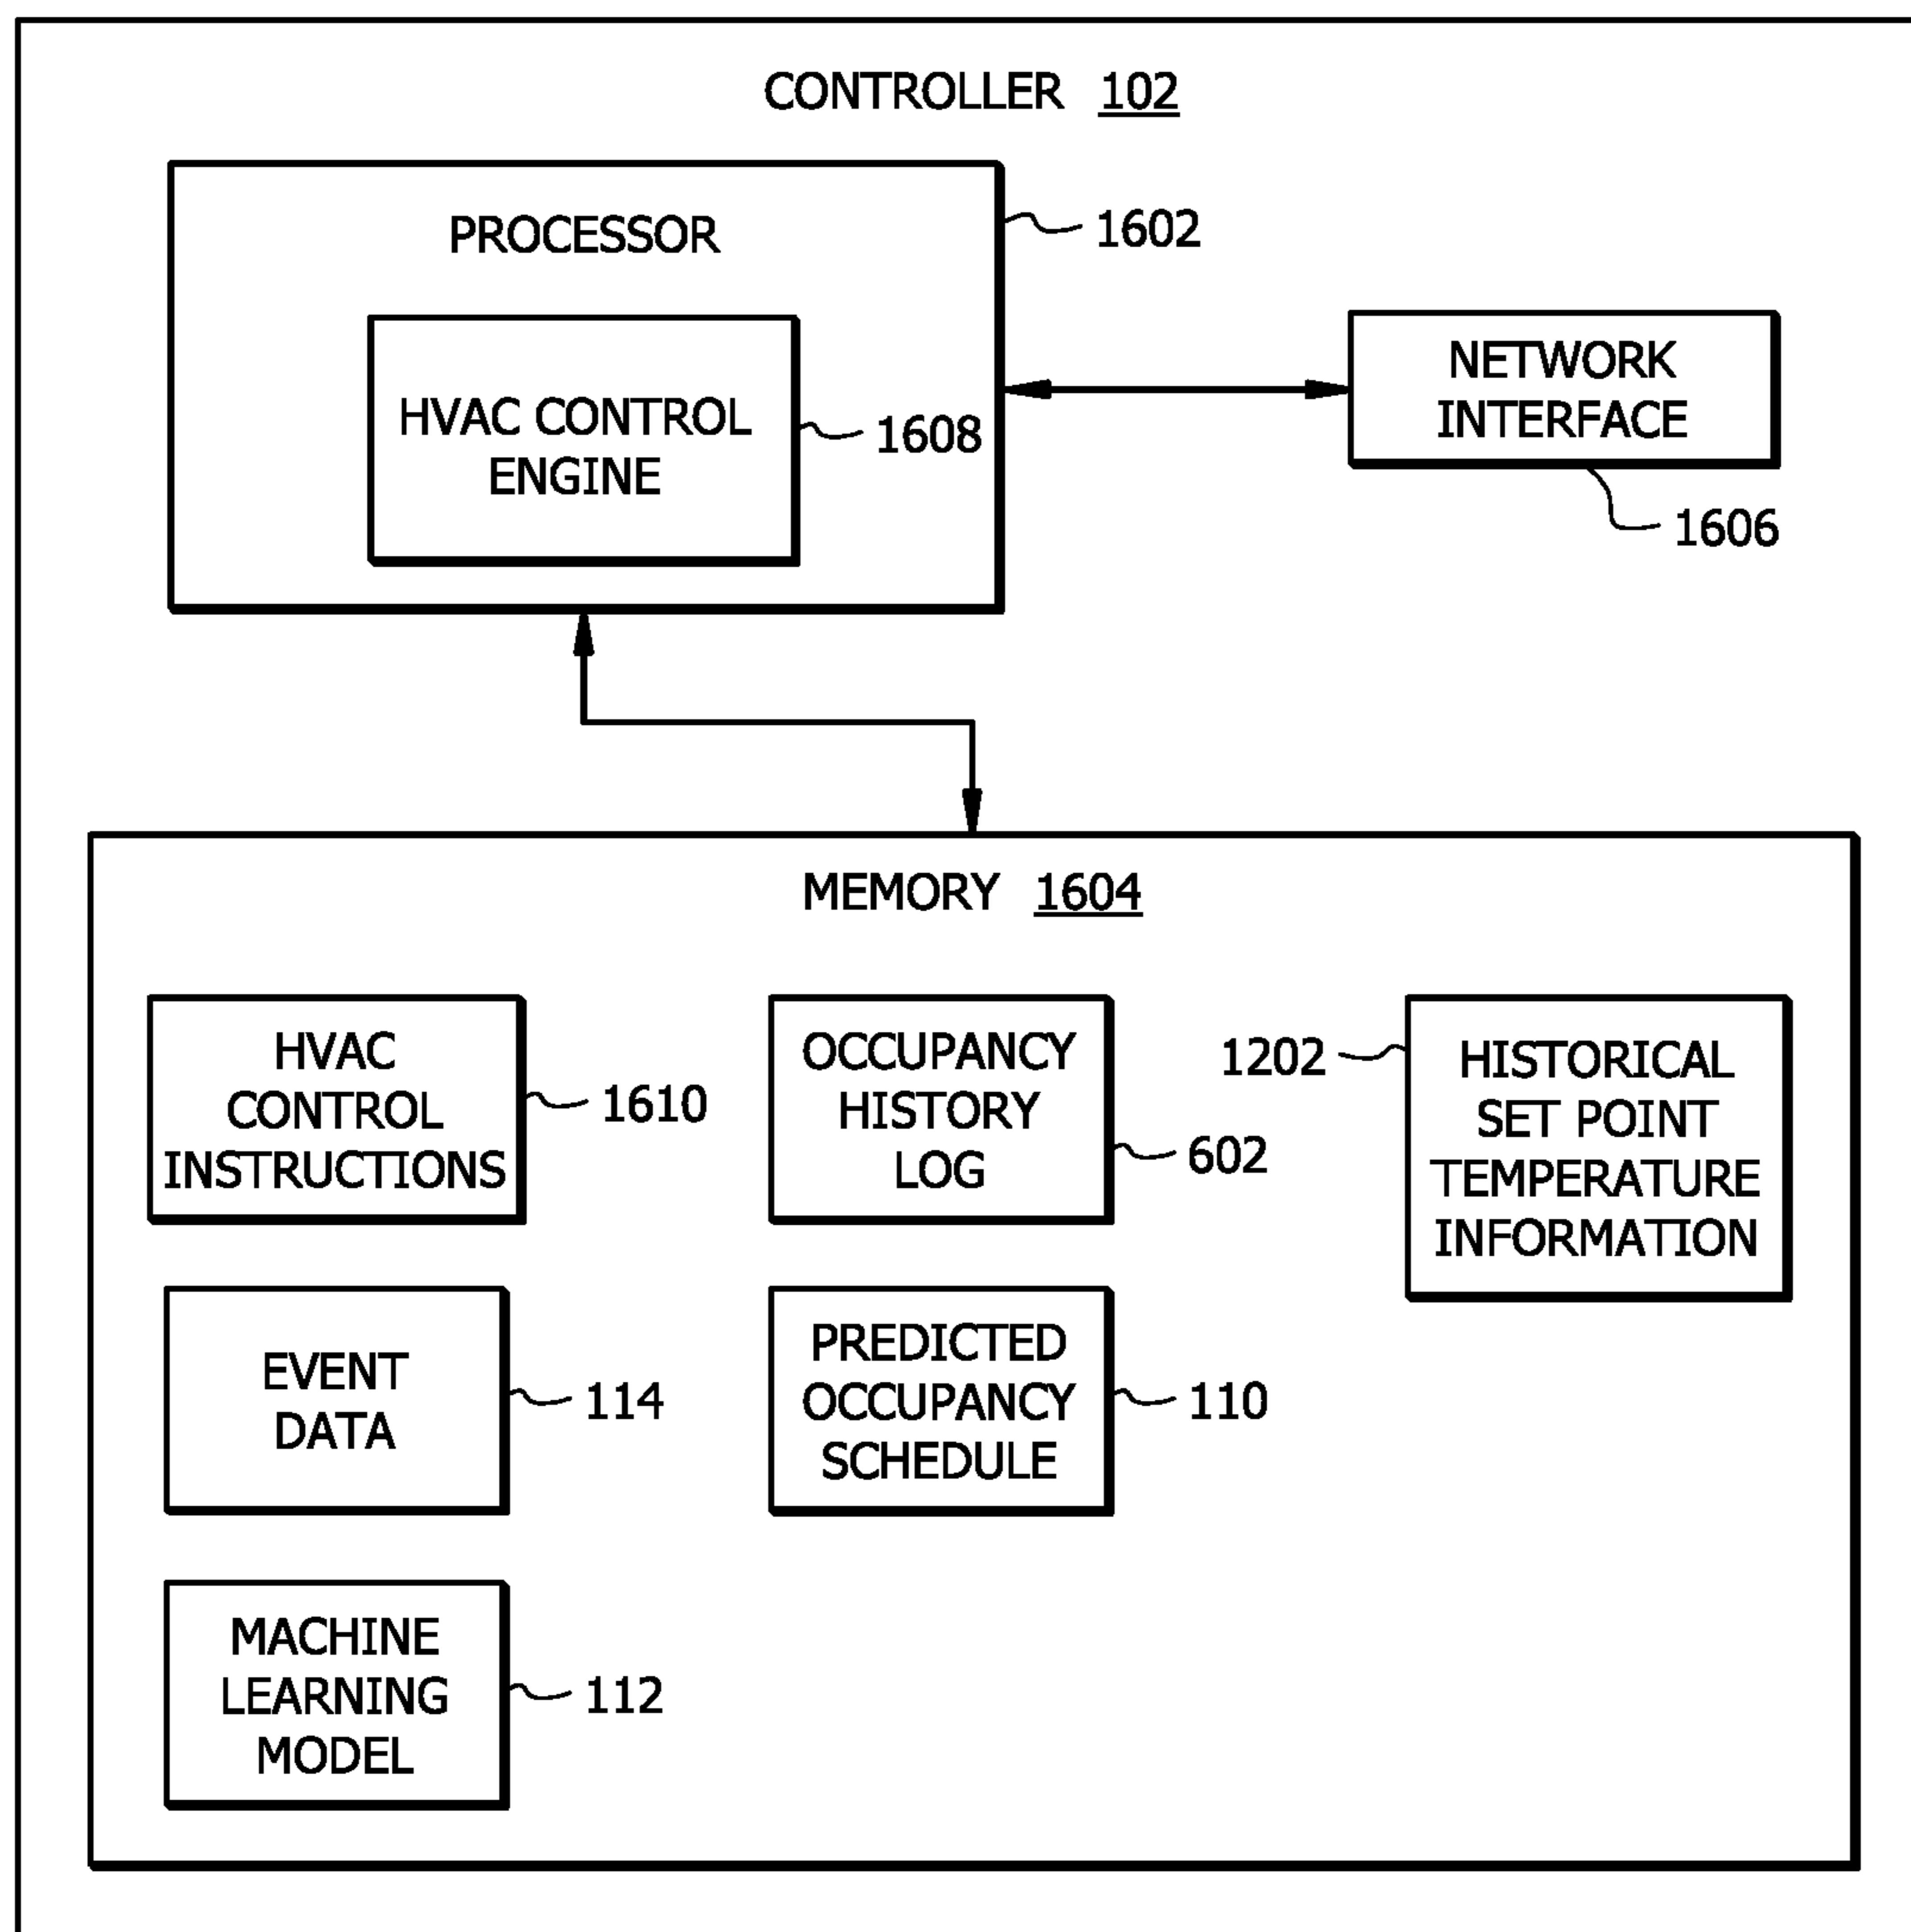 CONTROLLER 102
PROCESSOR
1602
HVAC CONTROL
ENGINE
1608
NETWORK
INTERFACE
1606
MEMORY 1604
HVAC
CONTROL
INSTRUCTIONS
1610
OCCUPANCY
HISTORY
LOG
602
1202
HISTORICAL
SET POINT
TEMPERATURE
INFORMATION
EVENT
DATA
114
PREDICTED
OCCUPANCY
SCHEDULE
110
MACHINE
LEARNING
MODEL
112